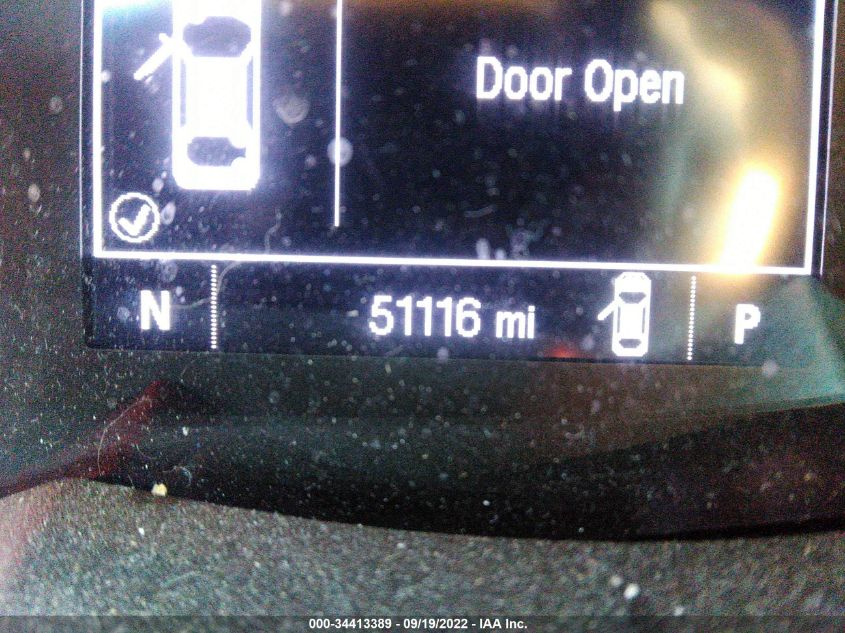 Door Open
N 51116 mi P
000-34413389 - 09/19/2022 - IAA Inc.